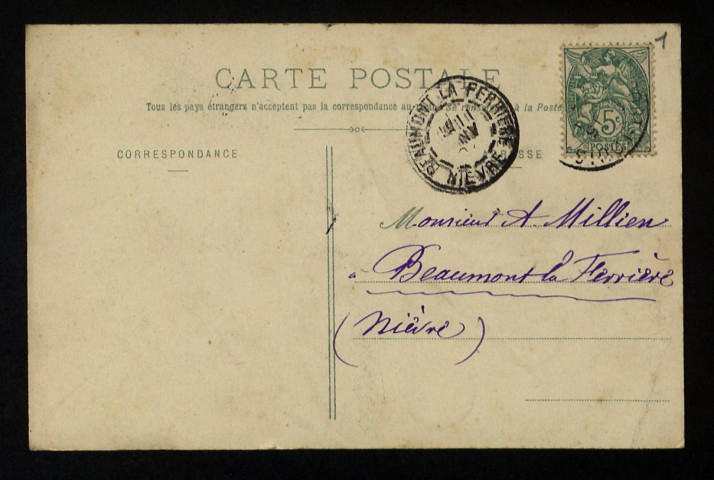 1
CARTE POSTALE
Tous les pays étrangers n'acceptent pas la correspondance au à la Poste
CORRESPONDANCE
BEAUMONT LA FERRIERE
NIEVRE
5c
POSTES
Monsieur A. Millien
à Beaumont la Ferrière
(Nièvre)